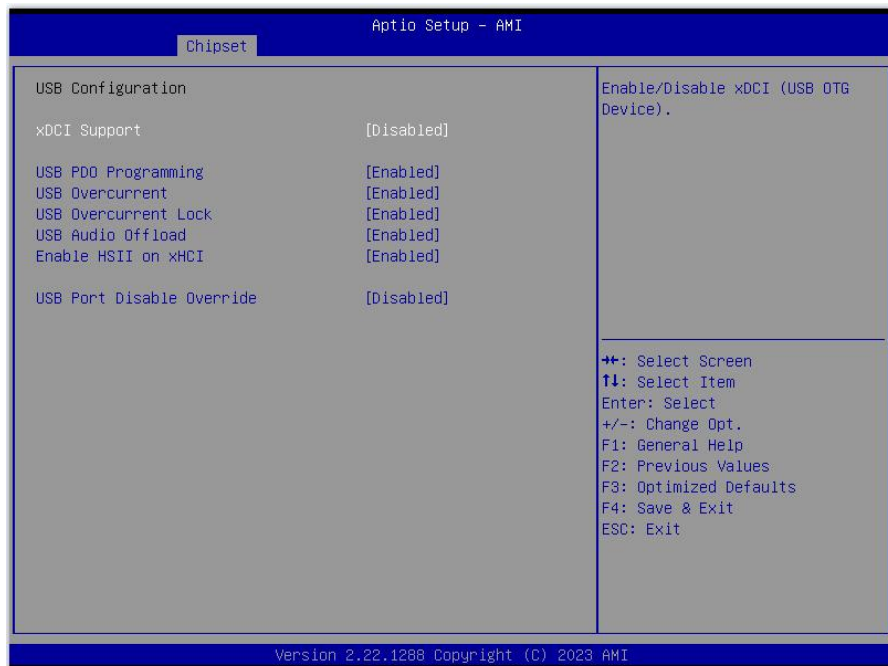 Aptio Setup – AMI
Chipset
USB Configuration
xDCI Support [Disabled]
USB PDO Programming [Enabled]
USB Overcurrent [Enabled]
USB Overcurrent Lock [Enabled]
USB Audio Offload [Enabled]
Enable HSII on xHCI [Enabled]
USB Port Disable Override [Disabled]
Enable/Disable xDCI (USB OTG
Device).
→←: Select Screen
↑↓: Select Item
Enter: Select
+/-: Change Opt.
F1: General Help
F2: Previous Values
F3: Optimized Defaults
F4: Save & Exit
ESC: Exit
Version 2.22.1288 Copyright (C) 2023 AMI